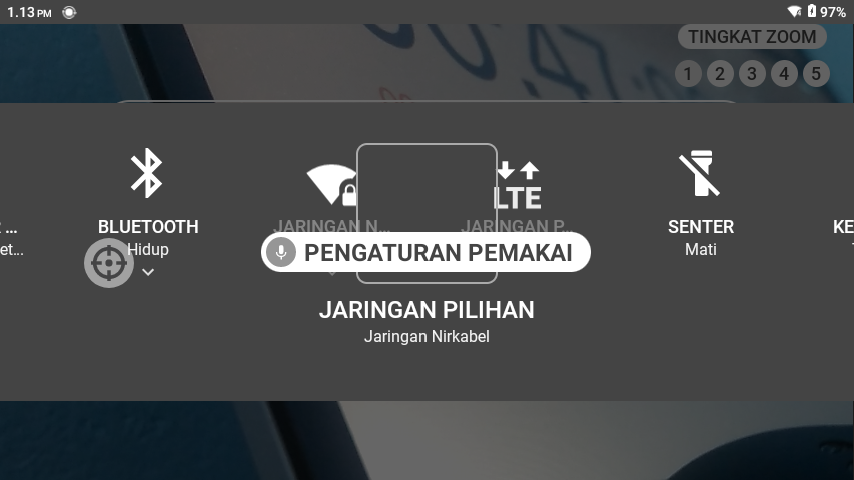 1.13 PM
97%
TINGKAT ZOOM
1 2 3 4 5
LTE
... et...
BLUETOOTH
Hidup
JARINGAN N...
JARINGAN P...
SENTER
Mati
KE
PENGATURAN PEMAKAI
JARINGAN PILIHAN
Jaringan Nirkabel